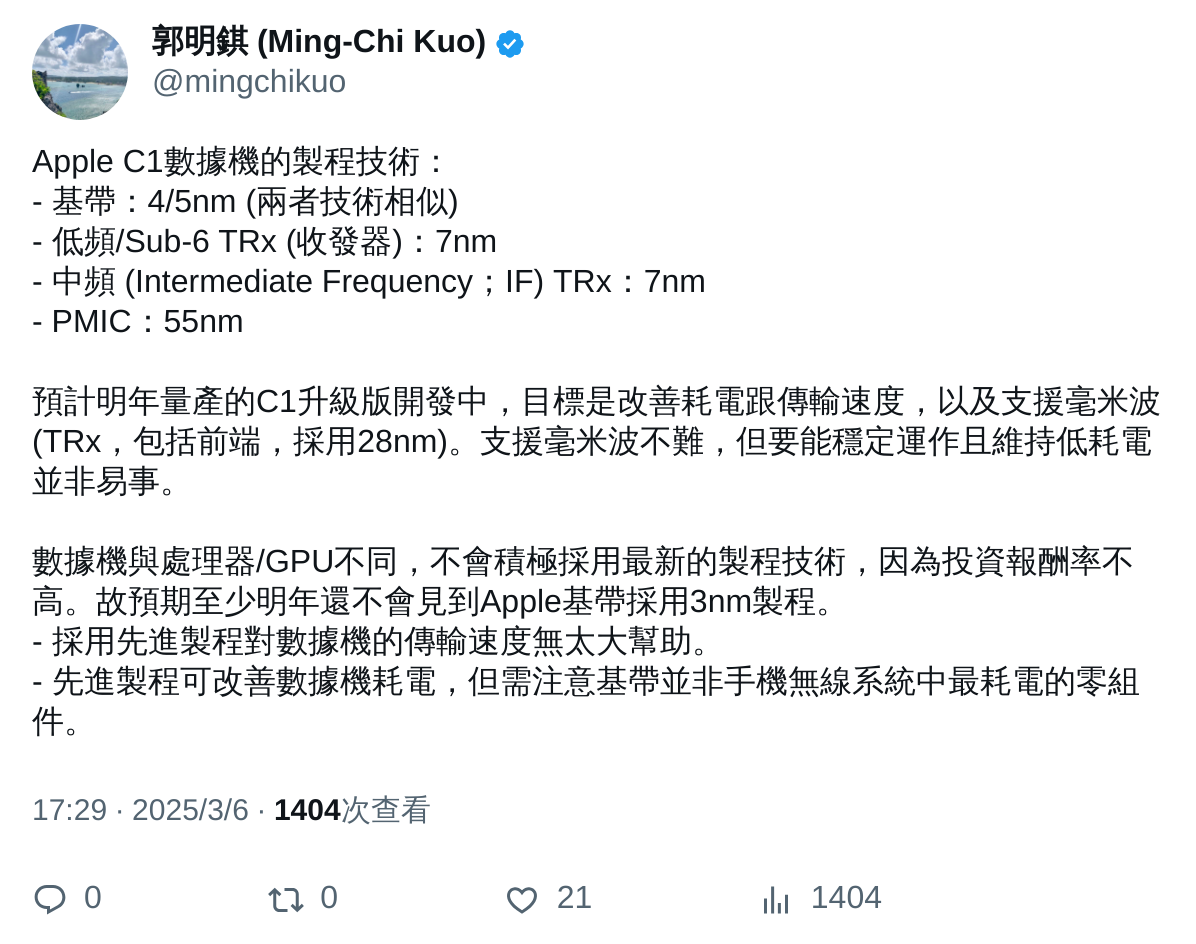 郭明錤 (Ming-Chi Kuo)
@mingchikuo
Apple C1數據機的製程技術：
- 基帶：4/5nm (兩者技術相似)
- 低頻/Sub-6 TRx (收發器)：7nm
- 中頻 (Intermediate Frequency；IF) TRx：7nm
- PMIC：55nm
預計明年量產的C1升級版開發中，目標是改善耗電跟傳輸速度，以及支援毫米波
(TRx，包括前端，採用28nm)。支援毫米波不難，但要能穩定運作且維持低耗電
並非易事。
數據機與處理器/GPU不同，不會積極採用最新的製程技術，因為投資報酬率不
高。故預期至少明年還不會見到Apple基帶採用3nm製程。
- 採用先進製程對數據機的傳輸速度無太大幫助。
- 先進製程可改善數據機耗電，但需注意基帶並非手機無線系統中最耗電的零組
件。
17:29 · 2025/3/6 · 1404次查看
0 0 21 1404